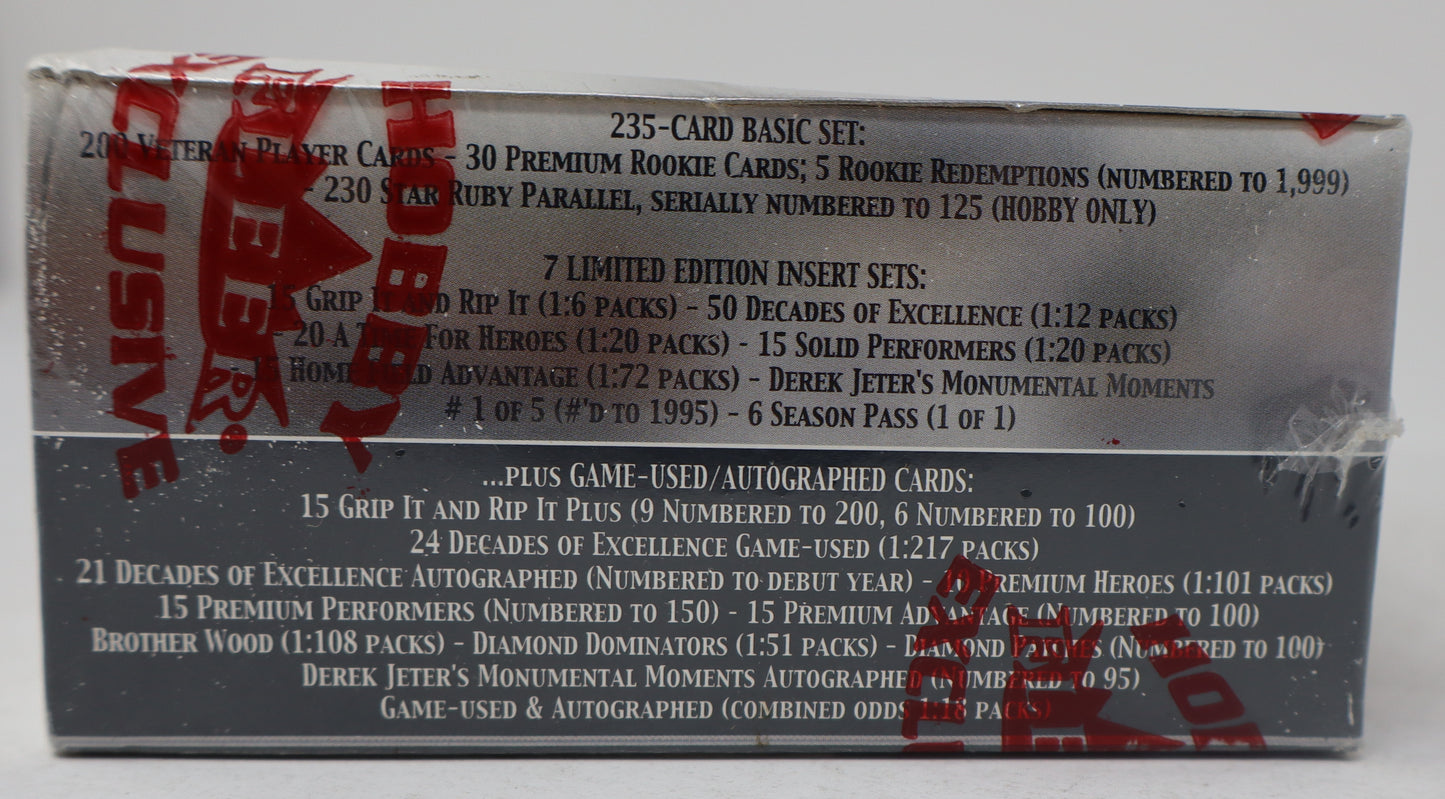 235-CARD BASIC SET:
200 VETERAN PLAYER CARDS - 30 PREMIUM ROOKIE CARDS; 5 ROOKIE REDEMPTIONS (NUMBERED TO 1,999)
- 230 STAR RUBY PARALLEL, SERIALLY NUMBERED TO 125 (HOBBY ONLY)
7 LIMITED EDITION INSERT SETS:
15 GRIP IT AND RIP IT (1:6 PACKS) - 50 DECADES OF EXCELLENCE (1:12 PACKS)
- 20 A TIME FOR HEROES (1:20 PACKS) - 15 SOLID PERFORMERS (1:20 PACKS)
- 15 HOME FIELD ADVANTAGE (1:72 PACKS) - DEREK JETER'S MONUMENTAL MOMENTS
# 1 OF 5 (#'D TO 1995) - 6 SEASON PASS (1 OF 1)
...PLUS GAME-USED/AUTOGRAPHED CARDS:
15 GRIP IT AND RIP IT PLUS (9 NUMBERED TO 200, 6 NUMBERED TO 100)
24 DECADES OF EXCELLENCE GAME-USED (1:217 PACKS)
21 DECADES OF EXCELLENCE AUTOGRAPHED (NUMBERED TO DEBUT YEAR) - PREMIUM HEROES (1:101 PACKS)
15 PREMIUM PERFORMERS (NUMBERED TO 150) - 15 PREMIUM ADVANTAGE (NUMBERED TO 100)
BROTHER WOOD (1:108 PACKS) - DIAMOND DOMINATORS (1:51 PACKS) - DIAMOND PATCHES (NUMBERED TO 100)
DEREK JETER'S MONUMENTAL MOMENTS AUTOGRAPHED (NUMBERED TO 95)
GAME-USED & AUTOGRAPHED (COMBINED ODDS 1:18 PACKS)
HOBBY
FLEER
XCLUSIVE
HOB
EXCL